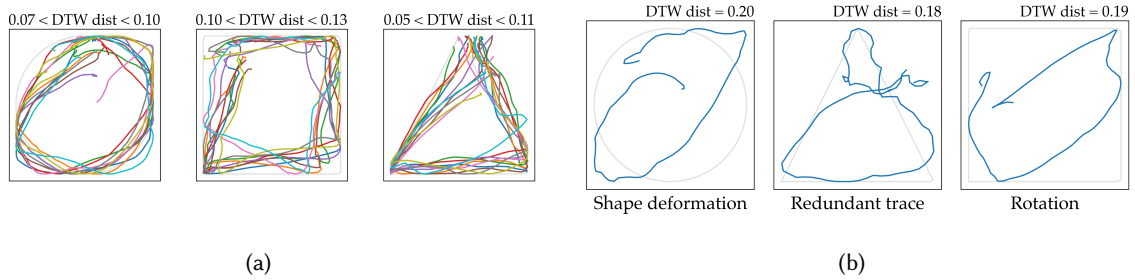 0.07 < DTW dist < 0.10
0.10 < DTW dist < 0.13
0.05 < DTW dist < 0.11
DTW dist = 0.20
DTW dist = 0.18
DTW dist = 0.19
Shape deformation
Redundant trace
Rotation
(a)
(b)